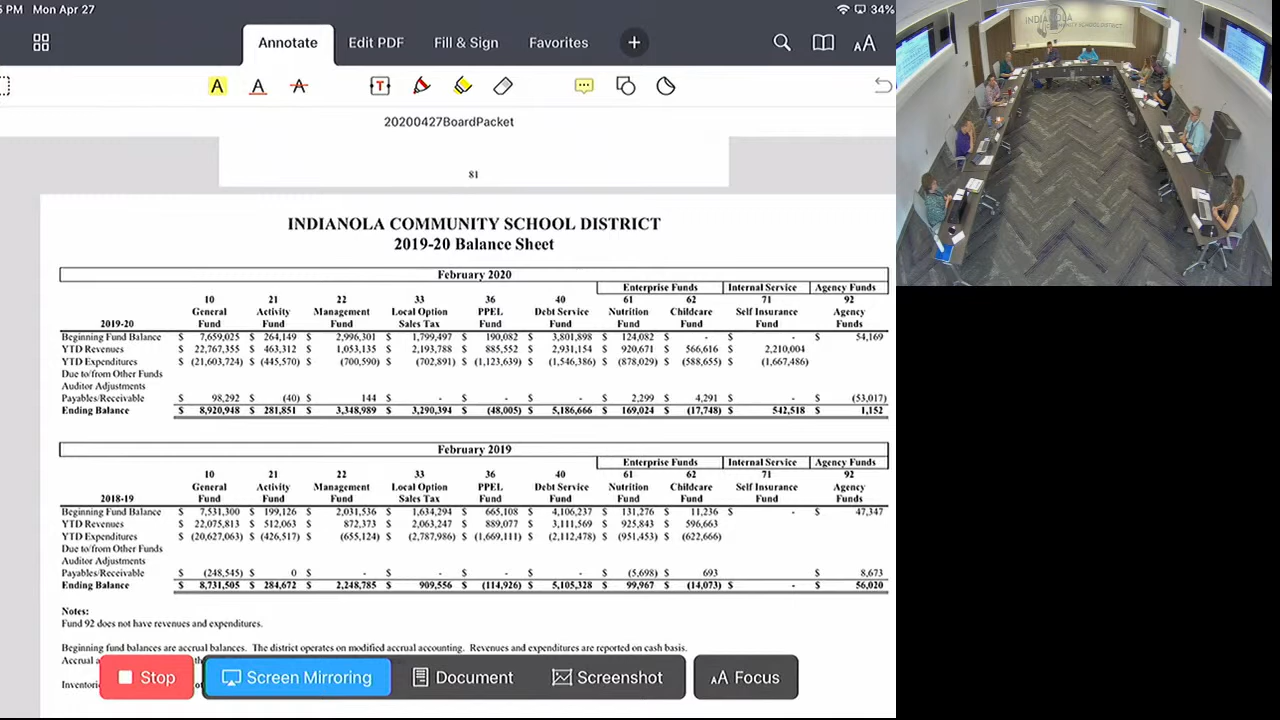 5 PM Mon Apr 27
34%
Annotate Edit PDF Fill & Sign Favorites +
20200427BoardPacket
81
INDIANOLA COMMUNITY SCHOOL DISTRICT
2019-20 Balance Sheet
February 2020
Enterprise Funds Internal Service Agency Funds
10 21 22 33 36 40 61 62 71 92
General Activity Management Local Option PPEL Debt Service Nutrition Childcare Self Insurance Agency
2019-20 Fund Fund Fund Sales Tax Fund Fund Fund Fund Fund Funds
Beginning Fund Balance $ 7,659,025 $ 264,149 $ 2,996,301 $ 1,799,497 $ 190,082 $ 3,801,898 $ 124,082 $ - $ - $ 54,169
YTD Revenues $ 22,767,355 $ 463,312 $ 1,053,135 $ 2,193,788 $ 885,552 $ 2,931,154 $ 920,671 $ 566,616 $ 2,210,004
YTD Expenditures $ (21,603,724) $ (445,570) $ (700,590) $ (702,891) $ (1,123,639) $ (1,546,386) $ (878,029) $ (588,655) $ (1,667,486)
Due to/from Other Funds
Auditor Adjustments
Payables/Receivable $ 98,292 $ (40) $ 144 $ - $ - $ - $ 2,299 $ 4,291 $ - $ (53,017)
Ending Balance $ 8,920,948 $ 281,851 $ 3,348,989 $ 3,290,394 $ (48,005) $ 5,186,666 $ 169,024 $ (17,748) $ 542,518 $ 1,152
February 2019
Enterprise Funds Internal Service Agency Funds
10 21 22 33 36 40 61 62 71 92
General Activity Management Local Option PPEL Debt Service Nutrition Childcare Self Insurance Agency
2018-19 Fund Fund Fund Sales Tax Fund Fund Fund Fund Fund Funds
Beginning Fund Balance $ 7,531,300 $ 199,126 $ 2,031,536 $ 1,634,294 $ 665,108 $ 4,106,237 $ 131,276 $ 11,236 $ - $ 47,347
YTD Revenues $ 22,075,813 $ 512,063 $ 872,373 $ 2,063,247 $ 889,077 $ 3,111,569 $ 925,843 $ 596,663
YTD Expenditures $ (20,627,063) $ (426,517) $ (655,124) $ (2,787,986) $ (1,669,111) $ (2,112,478) $ (951,453) $ (622,666)
Due to/from Other Funds
Auditor Adjustments
Payables/Receivable $ (248,545) $ 0 $ - $ - $ - $ - $ (5,698) $ 693 $ 8,673
Ending Balance $ 8,731,505 $ 284,672 $ 2,248,785 $ 909,556 $ (114,926) $ 5,105,328 $ 99,967 $ (14,073) $ - $ 56,020
Notes:
Fund 92 does not have revenues and expenditures.
Beginning fund balances are accrual balances. The district operates on modified accrual accounting. Revenues and expenditures are reported on cash basis.
Stop Screen Mirroring Document Screenshot AA Focus
INDIANOLA
COMMUNITY SCHOOL DISTRICT